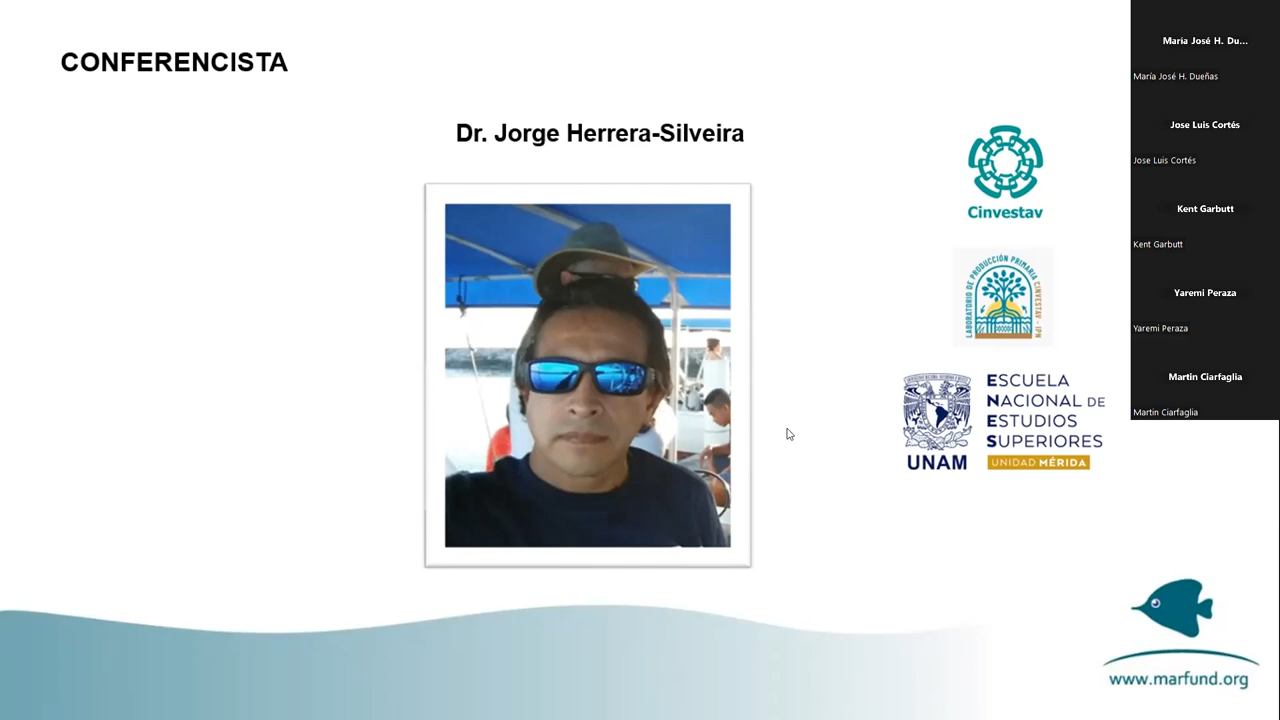 CONFERENCISTA
Dr. Jorge Herrera-Silveira
Cinvestav
LABORATORIO DE PRODUCCIÓN PRIMARIA CINVESTAV - IPN
UNAM
ESCUELA
NACIONAL DE
ESTUDIOS
SUPERIORES
UNIDAD MÉRIDA
www.marfund.org
María José H. Du...
María José H. Dueñas
Jose Luis Cortés
Jose Luis Cortés
Kent Garbutt
Kent Garbutt
Yaremi Peraza
Yaremi Peraza
Martin Ciarfaglia
Martin Ciarfaglia